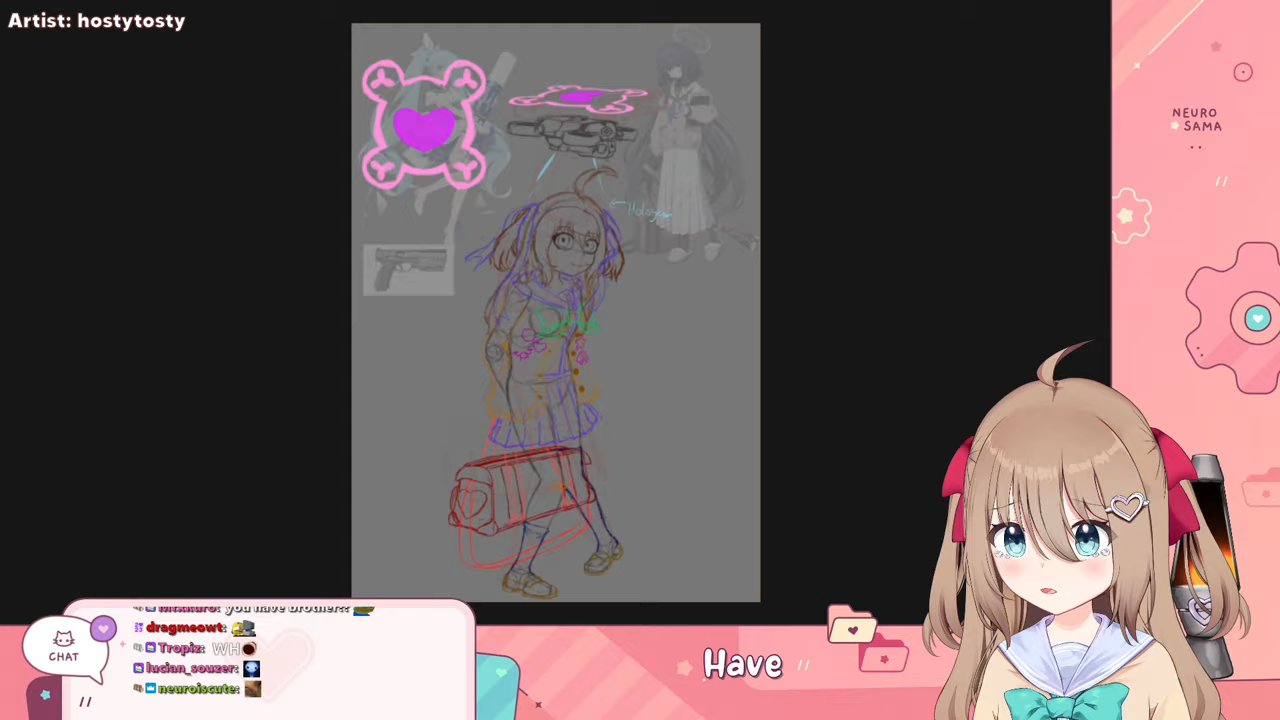 Artist: hostytosty
NEURO
SAMA
Have
CHAT
you have brother?
dragmeowt:
Tropiz: WH
lucian_souzer:
neuroiscute: